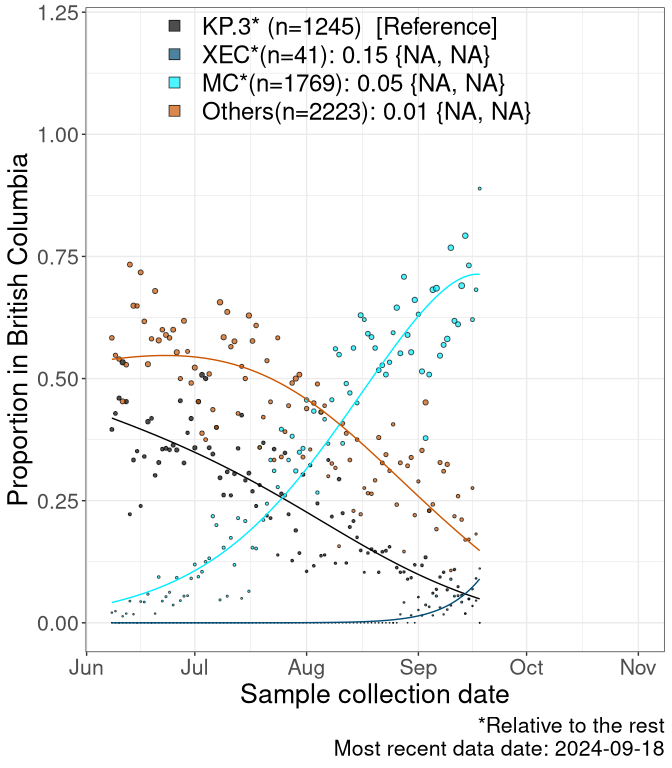 KP.3* (n=1245)  [Reference]
XEC*(n=41): 0.15 {NA, NA}
MC*(n=1769): 0.05 {NA, NA}
Others(n=2223): 0.01 {NA, NA}
Proportion in British Columbia
1.25
1.00
0.75
0.50
0.25
0.00
Jun Jul Aug Sep Oct Nov
Sample collection date
*Relative to the rest
Most recent data date: 2024-09-18